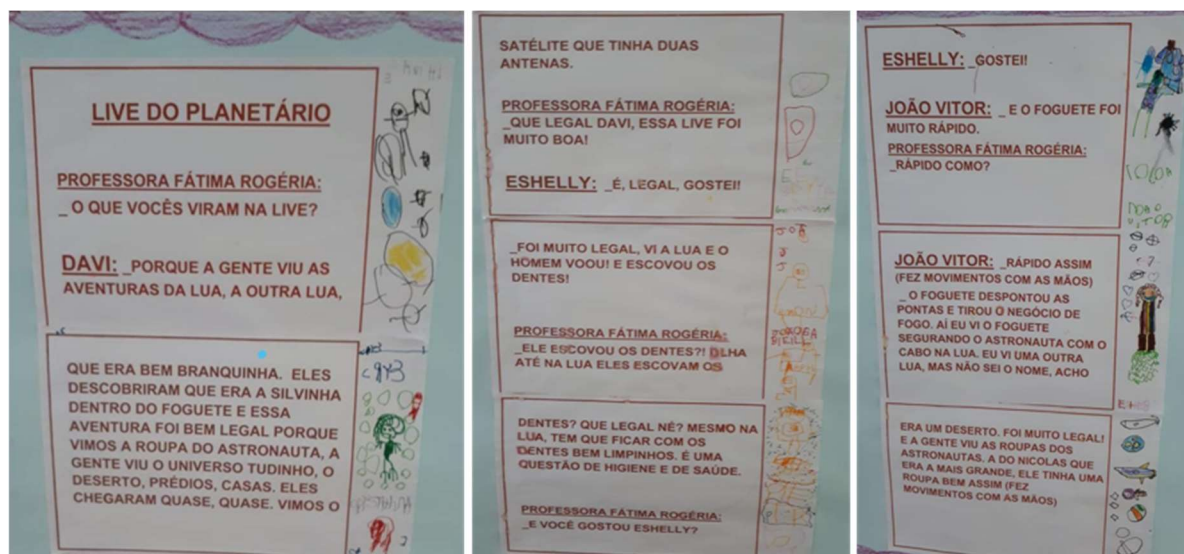 LIVE DO PLANETÁRIO
PROFESSORA FÁTIMA ROGÉRIA:
_ O QUE VOCÊS VIRAM NA LIVE?
DAVI: _PORQUE A GENTE VIU AS
AVENTURAS DA LUA, A OUTRA LUA,
QUE ERA BEM BRANQUINHA. ELES
DESCOBRIRAM QUE ERA A SILVINHA
DENTRO DO FOGUETE E ESSA
AVENTURA FOI BEM LEGAL PORQUE
VIMOS A ROUPA DO ASTRONAUTA, A
GENTE VIU O UNIVERSO TUDINHO, O
DESERTO, PRÉDIOS, CASAS. ELES
CHEGARAM QUASE, QUASE. VIMOS O
SATÉLITE QUE TINHA DUAS
ANTENAS.
PROFESSORA FÁTIMA ROGÉRIA:
_QUE LEGAL DAVI, ESSA LIVE FOI
MUITO BOA!
ESHELLY: _É, LEGAL, GOSTEI!
_FOI MUITO LEGAL, VI A LUA E O
HOMEM VOOU! E ESCOVOU OS
DENTES!
PROFESSORA FÁTIMA ROGÉRIA:
_ELE ESCOVOU OS DENTES?! OLHA
ATÉ NA LUA ELES ESCOVAM OS
DENTES? QUE LEGAL NÉ? MESMO NA
LUA, TEM QUE FICAR COM OS
DENTES BEM LIMPINHOS. É UMA
QUESTÃO DE HIGIENE E DE SAÚDE.
PROFESSORA FÁTIMA ROGÉRIA:
_E VOCÊ GOSTOU ESHELLY?
ESHELLY: _GOSTEI!
JOÃO VITOR: _ E O FOGUETE FOI
MUITO RÁPIDO.
PROFESSORA FÁTIMA ROGÉRIA:
_RÁPIDO COMO?
JOÃO VITOR: _RÁPIDO ASSIM
(FEZ MOVIMENTOS COM AS MÃOS)
_ O FOGUETE DESPONTOU AS
PONTAS E TIROU O NEGÓCIO DE
FOGO. AÍ EU VI O FOGUETE
SEGURANDO O ASTRONAUTA COM O
CABO NA LUA. EU VI UMA OUTRA
LUA, MAS NÃO SEI O NOME, ACHO
ERA UM DESERTO. FOI MUITO LEGAL!
E A GENTE VIU AS ROUPAS DOS
ASTRONAUTAS, A DO NICOLAS QUE
ERA A MAIS GRANDE, ELE TINHA UMA
ROUPA BEM ASSIM (FEZ
MOVIMENTOS COM AS MÃOS)